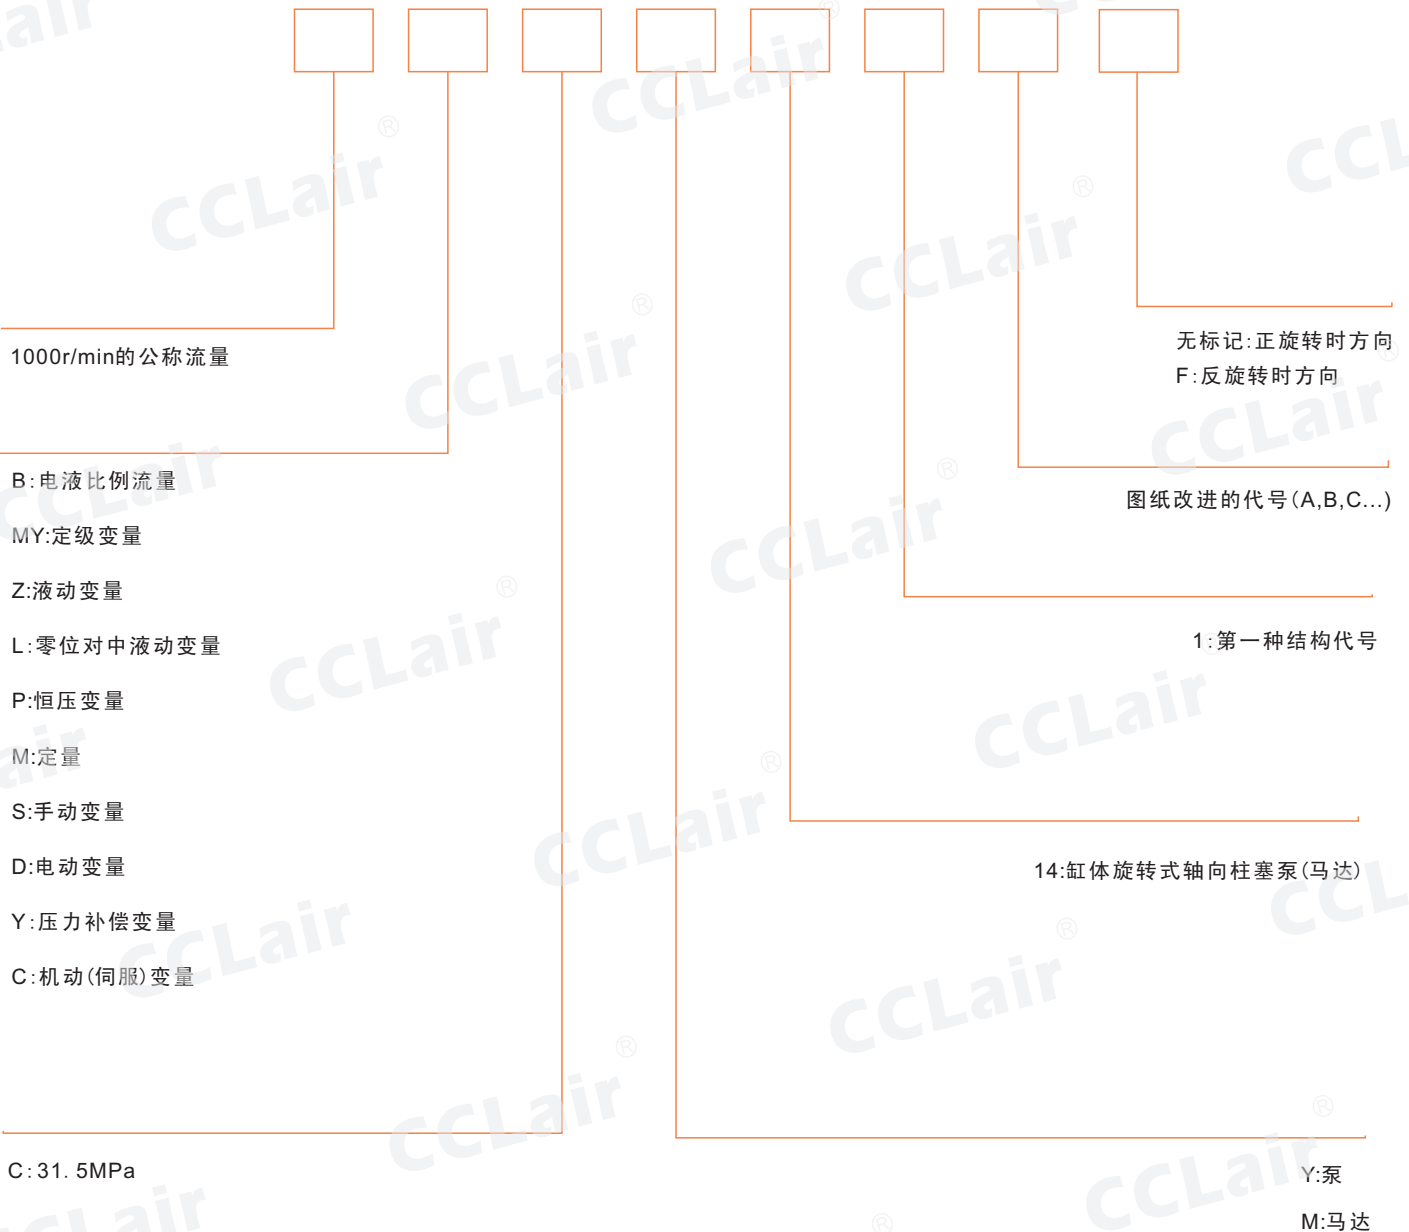 1000r/min的公称流量
无标记:正旋转时方向
F:反旋转时方向
B:电液比例流量
图纸改进的代号(A,B,C...)
MY:定级变量
Z:液动变量
L:零位对中液动变量
1:第一种结构代号
P:恒压变量
M:定量
S:手动变量
D:电动变量
14:缸体旋转式轴向柱塞泵(马达)
Y:压力补偿变量
C:机动(伺服)变量
C:31.5MPa
Y:泵
M:马达
CCLair®